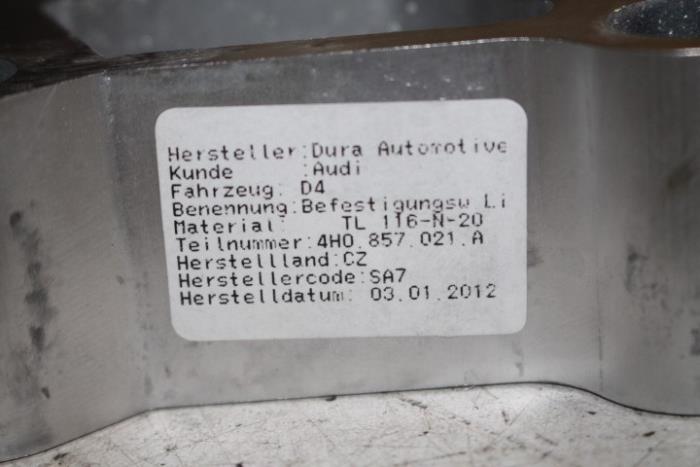 Hersteller:Dura Automotive
Kunde :Audi
Fahrzeug: D4
Benennung:Befestigungsw Li
Material: TL 116-N-20
Teilnummer:4H0.857.021.A
Herstellland:CZ
Herstellercode:SA7
Herstelldatum: 03.01.2012